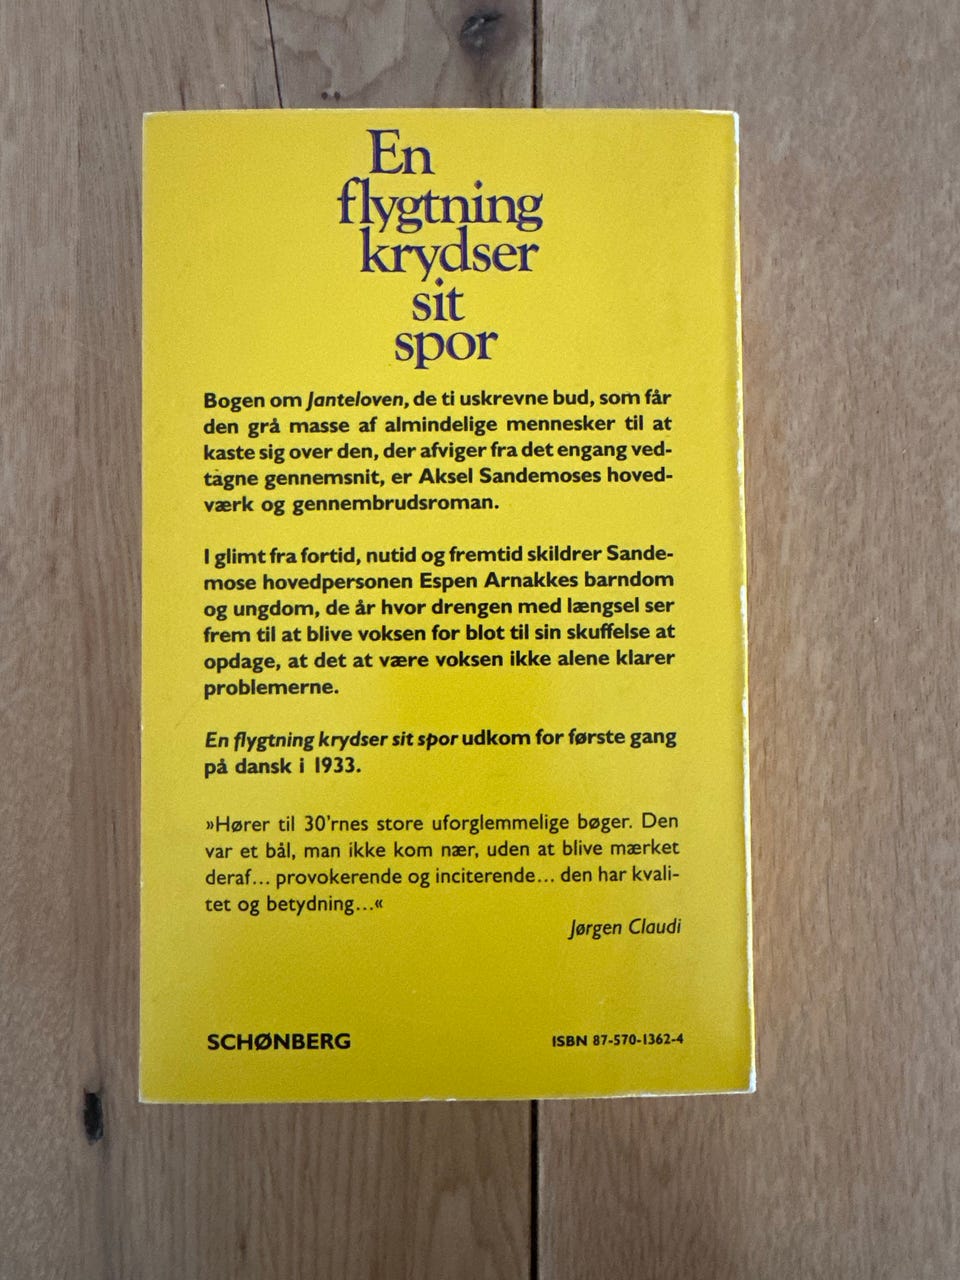 En
flygtning
krydser
sit
spor
Bogen om Janteloven, de ti uskrevne bud, som får
den grå masse af almindelige mennesker til at
kaste sig over den, der afviger fra det engang ved-
tagne gennemsnit, er Aksel Sandemoses hoved-
værk og gennembrudsroman.
I glimt fra fortid, nutid og fremtid skildrer Sande-
mose hovedpersonen Espen Arnakkes barndom
og ungdom, de år hvor drengen med længsel ser
frem til at blive voksen for blot til sin skuffelse at
opdage, at det at være voksen ikke alene klarer
problemerne.
En flygtning krydser sit spor udkom for første gang
på dansk i 1933.
»Hører til 30'rnes store uforglemmelige bøger. Den
var et bål, man ikke kom nær, uden at blive mærket
deraf... provokerende og inciterende... den har kvali-
tet og betydning...«
Jørgen Claudi
SCHØNBERG
ISBN 87-570-1362-4